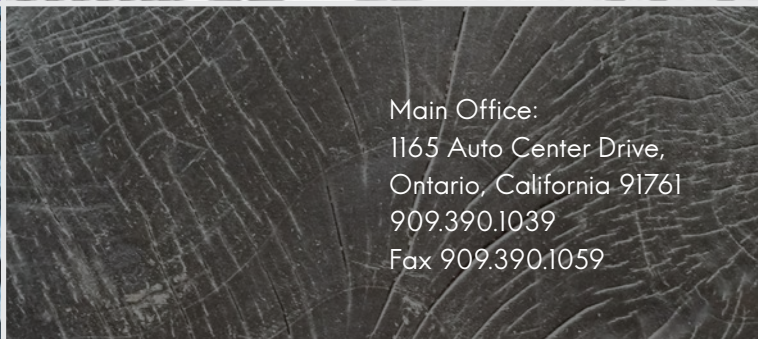 Main Office:
1165 Auto Center Drive,
Ontario, California 91761
909.390.1039
Fax 909.390.1059